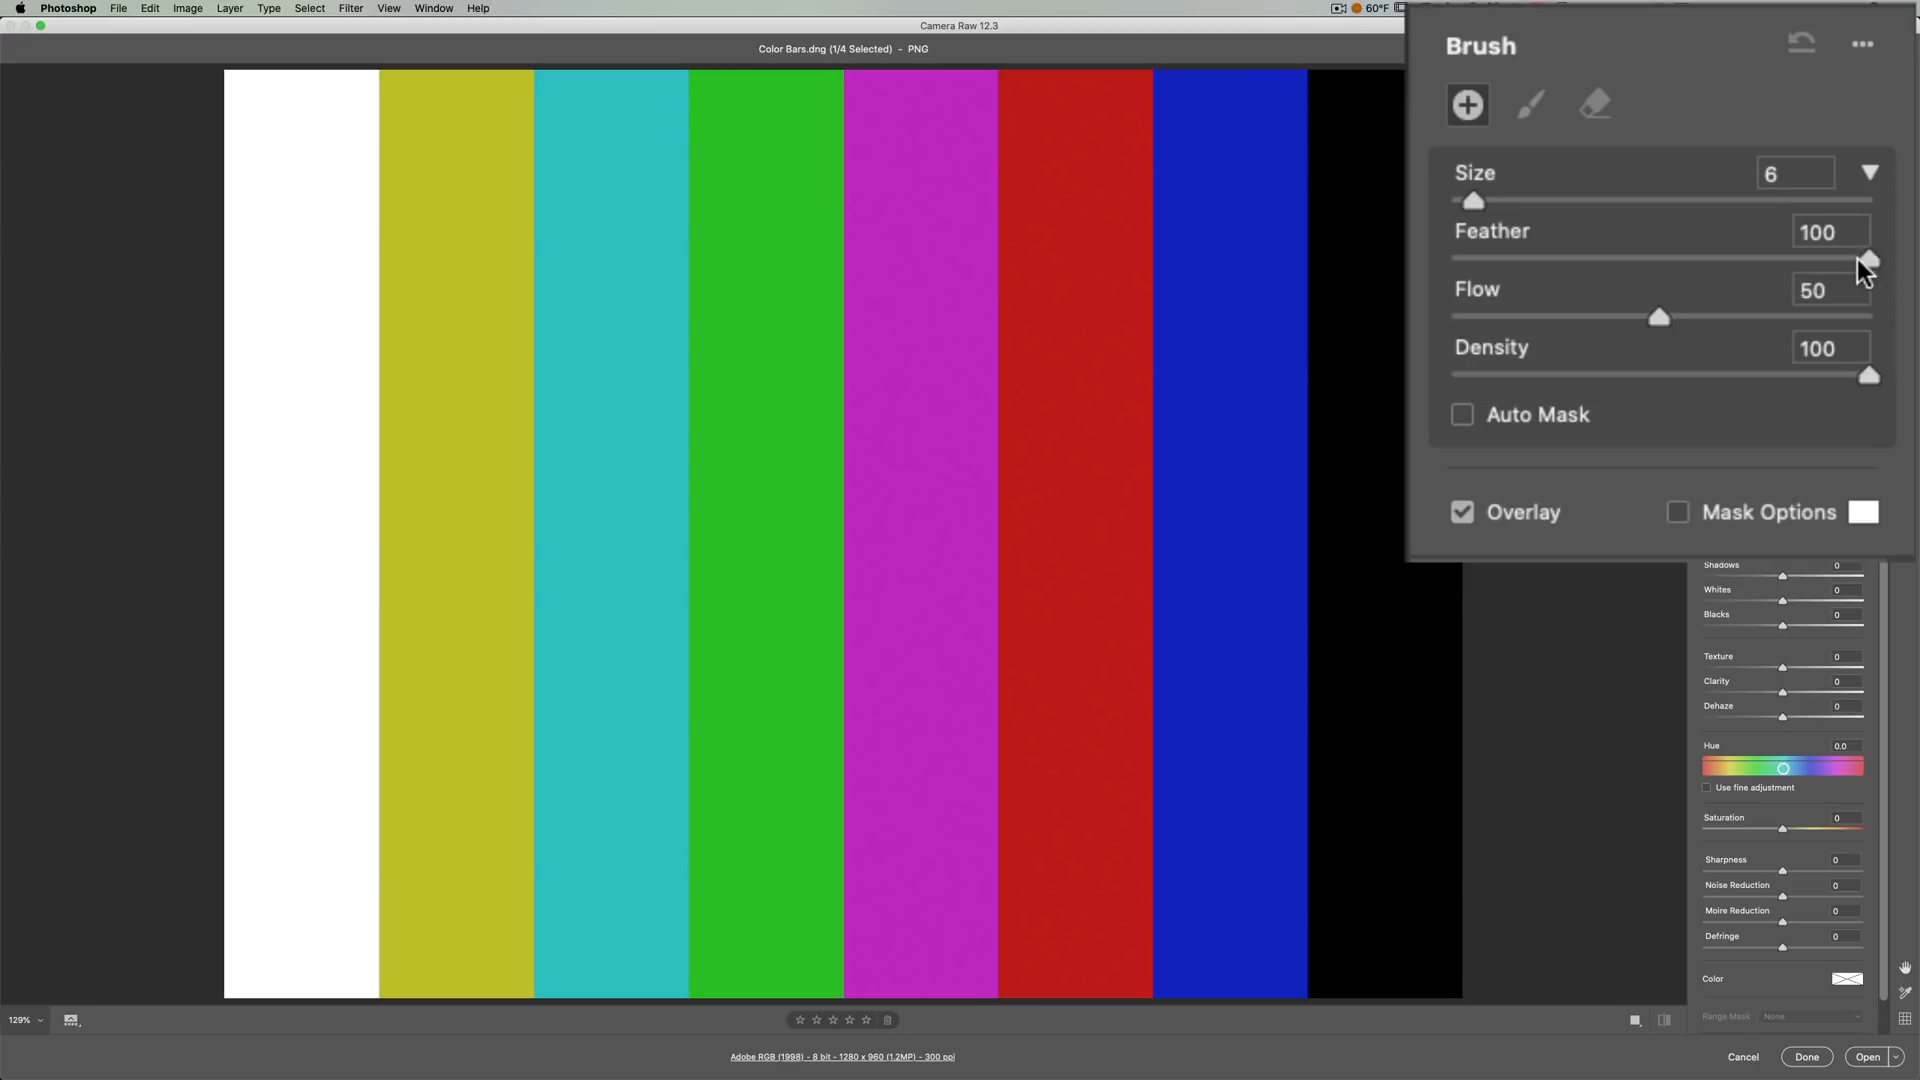 Photoshop File Edit Image Layer Type Select Filter View Window Help
60°F
Camera Raw 12.3
Color Bars.dng (1/4 Selected) - PNG
Brush
Size 6
Feather 100
Flow 50
Density 100
Auto Mask
Overlay Mask Options
Shadows 0
Whites 0
Blacks 0
Texture 0
Clarity 0
Dehaze 0
Hue 0.0
Use fine adjustment
Saturation 0
Sharpness 0
Noise Reduction 0
Moire Reduction 0
Defringe 0
Color
Range Mask None
129%
Adobe RGB (1998) - 8 bit - 1280 x 960 (1.2MP) - 300 ppi
Cancel Done Open